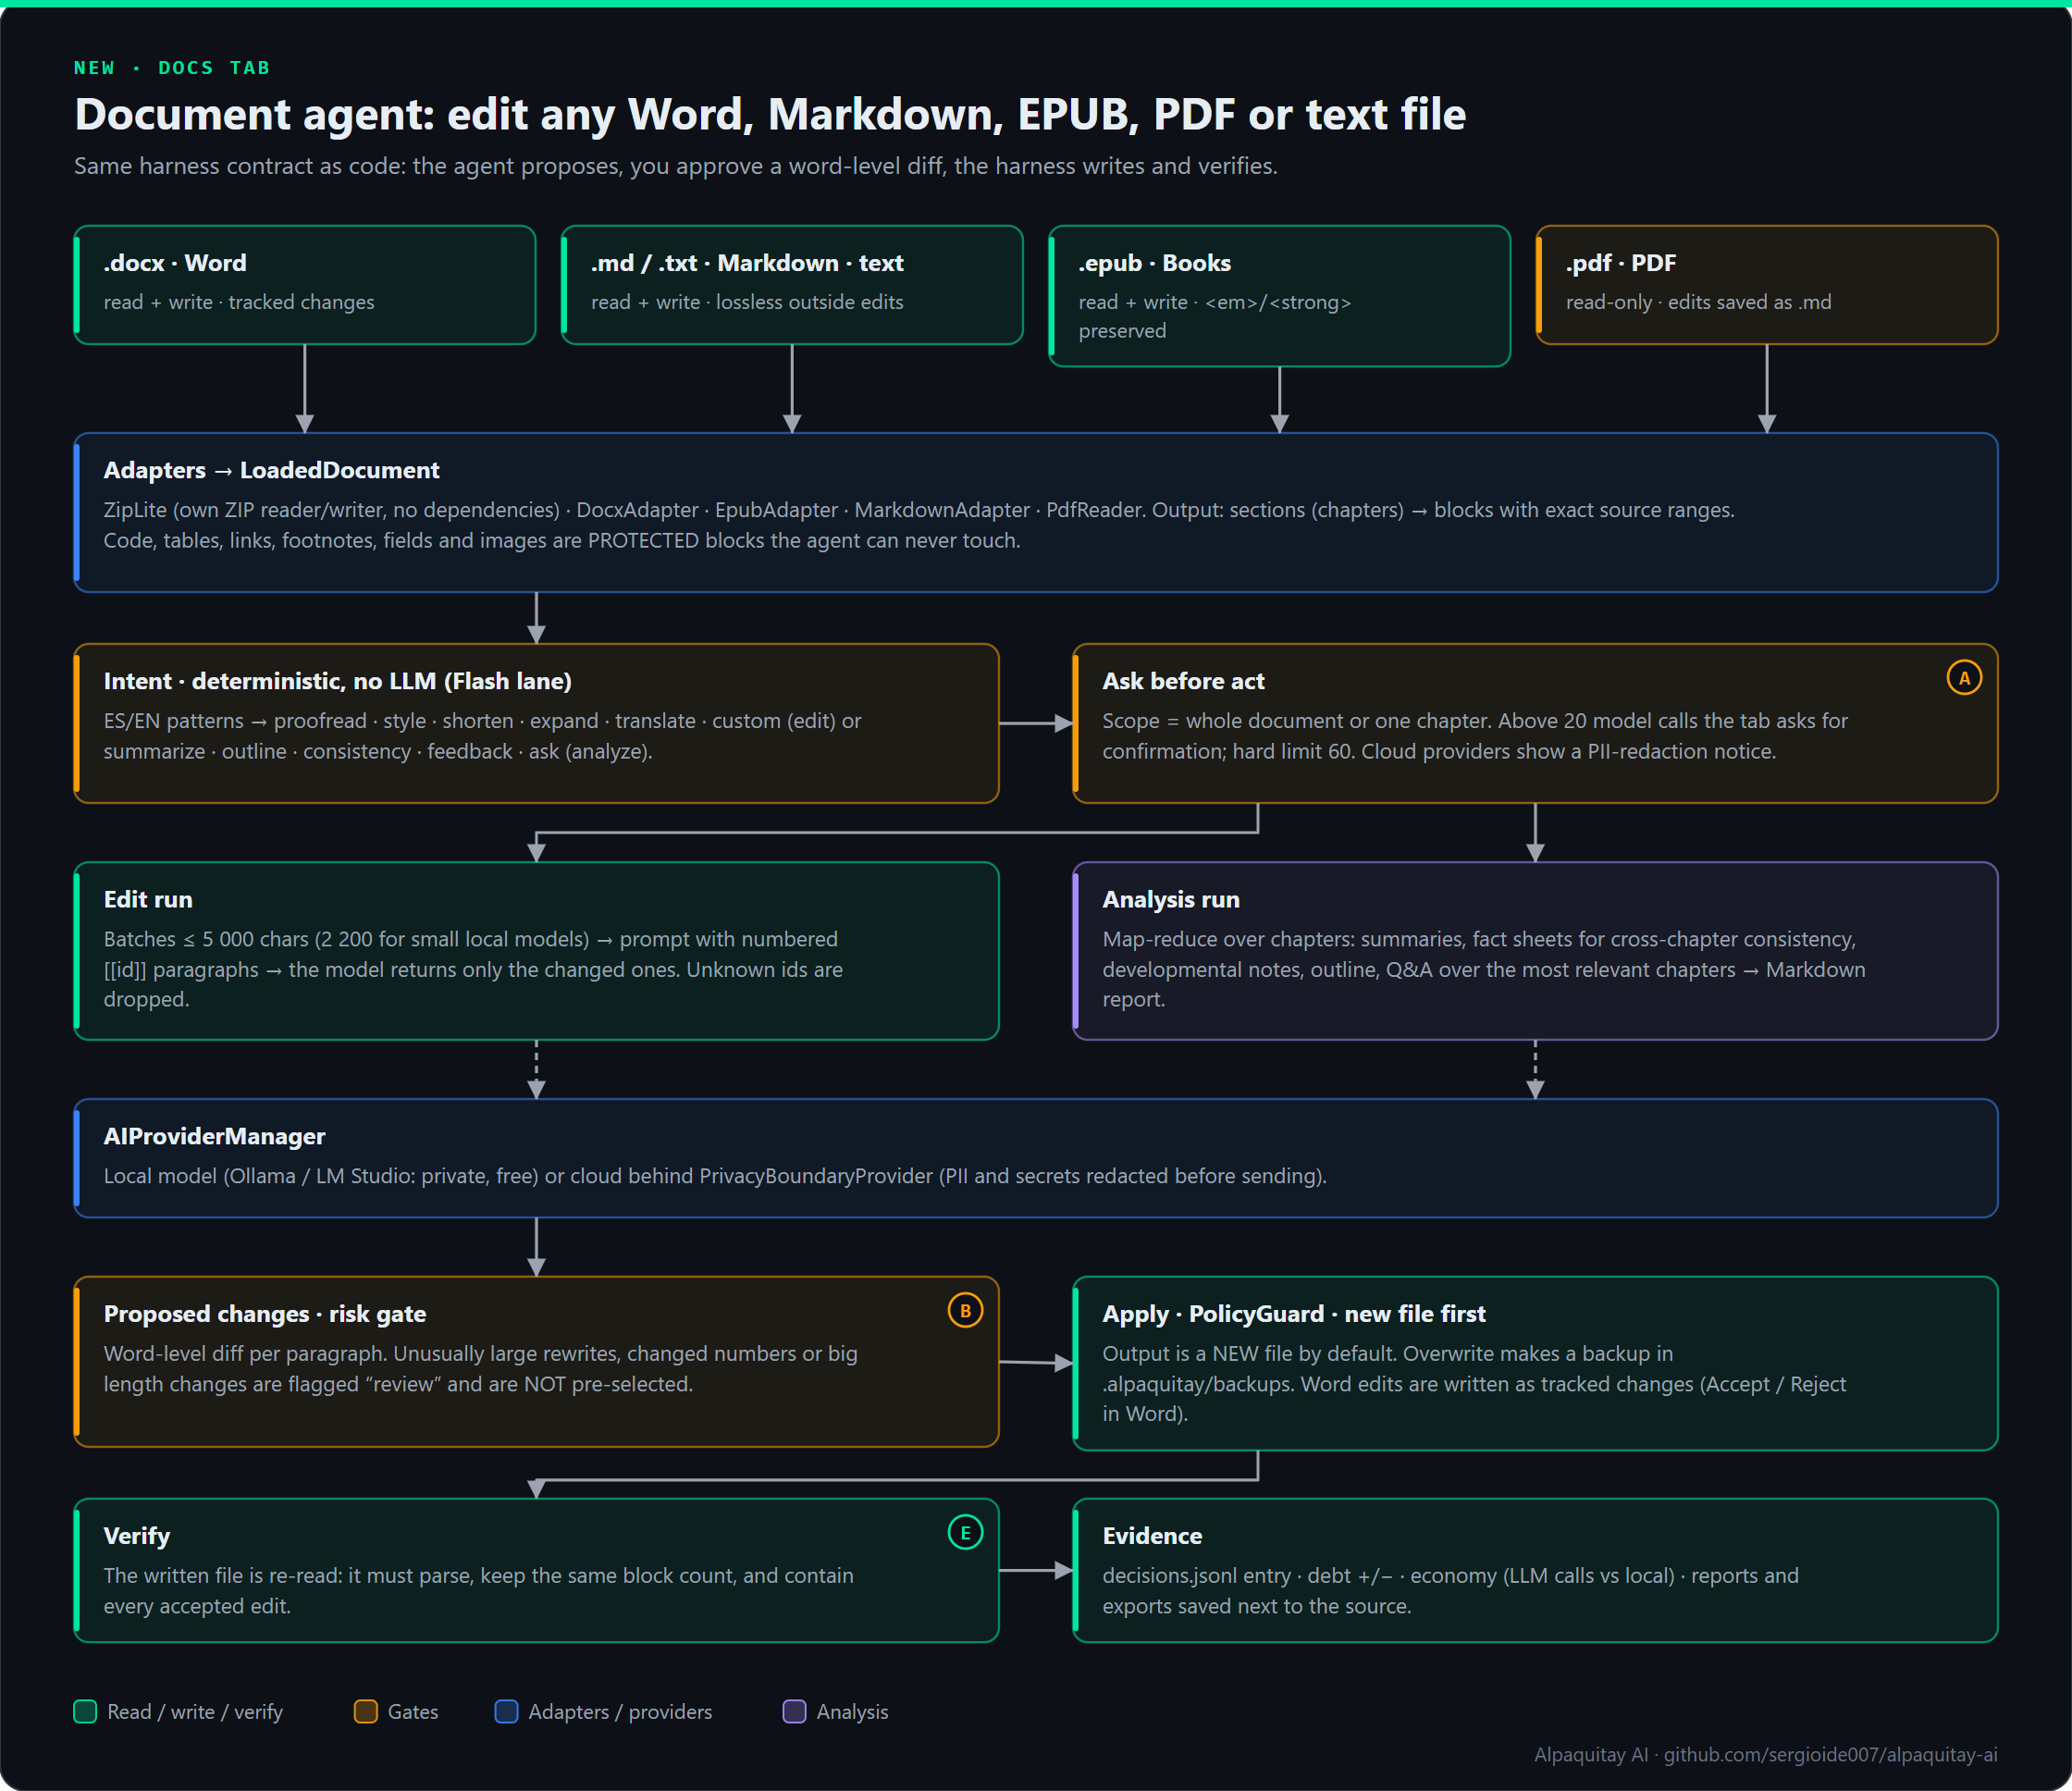 NEW · DOCS TAB
Document agent: edit any Word, Markdown, EPUB, PDF or text file
Same harness contract as code: the agent proposes, you approve a word-level diff, the harness writes and verifies.
.docx · Word
read + write · tracked changes
.md / .txt · Markdown · text
read + write · lossless outside edits
.epub · Books
read + write · <em>/<strong>
preserved
.pdf · PDF
read-only · edits saved as .md
Adapters → LoadedDocument
ZipLite (own ZIP reader/writer, no dependencies) · DocxAdapter · EpubAdapter · MarkdownAdapter · PdfReader. Output: sections (chapters) → blocks with exact source ranges.
Code, tables, links, footnotes, fields and images are PROTECTED blocks the agent can never touch.
Intent · deterministic, no LLM (Flash lane)
ES/EN patterns → proofread · style · shorten · expand · translate · custom (edit) or
summarize · outline · consistency · feedback · ask (analyze).
Ask before act
A
Scope = whole document or one chapter. Above 20 model calls the tab asks for
confirmation; hard limit 60. Cloud providers show a PII-redaction notice.
Edit run
Batches ≤ 5 000 chars (2 200 for small local models) → prompt with numbered
[[id]] paragraphs → the model returns only the changed ones. Unknown ids are
dropped.
Analysis run
Map-reduce over chapters: summaries, fact sheets for cross-chapter consistency,
developmental notes, outline, Q&A over the most relevant chapters → Markdown
report.
AIProviderManager
Local model (Ollama / LM Studio: private, free) or cloud behind PrivacyBoundaryProvider (PII and secrets redacted before sending).
Proposed changes · risk gate
B
Word-level diff per paragraph. Unusually large rewrites, changed numbers or big
length changes are flagged “review” and are NOT pre-selected.
Apply · PolicyGuard · new file first
Output is a NEW file by default. Overwrite makes a backup in
.alpaquitay/backups. Word edits are written as tracked changes (Accept / Reject
in Word).
Verify
E
The written file is re-read: it must parse, keep the same block count, and contain
every accepted edit.
Evidence
decisions.jsonl entry · debt +/− · economy (LLM calls vs local) · reports and
exports saved next to the source.
Read / write / verify
Gates
Adapters / providers
Analysis
Alpaquitay AI · github.com/sergioide007/alpaquitay-ai